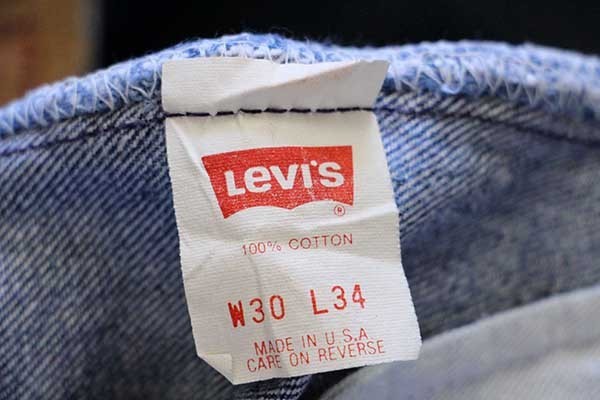 Levi's
®
100% COTTON
W30 L34
MADE IN U.S.A
CARE ON REVERSE